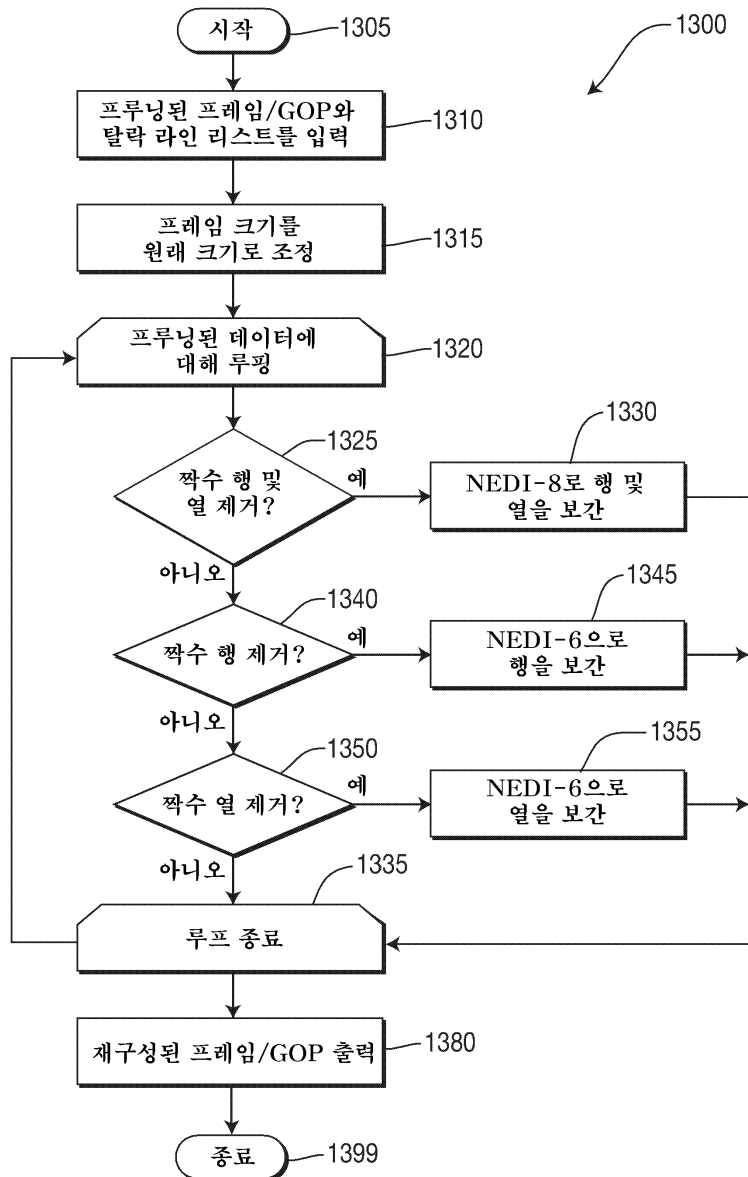 시작
1305
1300
프루닝된 프레임/GOP와
탈락 라인 리스트를 입력
1310
프레임 크기를
원래 크기로 조정
1315
프루닝된 데이터에
대해 루핑
1320
1325
짝수 행 및
열 제거?
예
1330
NEDI-8로 행 및
열을 보간
아니오
1340
짝수 행 제거?
예
1345
NEDI-6으로
행을 보간
아니오
1350
짝수 열 제거?
예
1355
NEDI-6으로
열을 보간
아니오
1335
루프 종료
재구성된 프레임/GOP 출력
1380
종료
1399